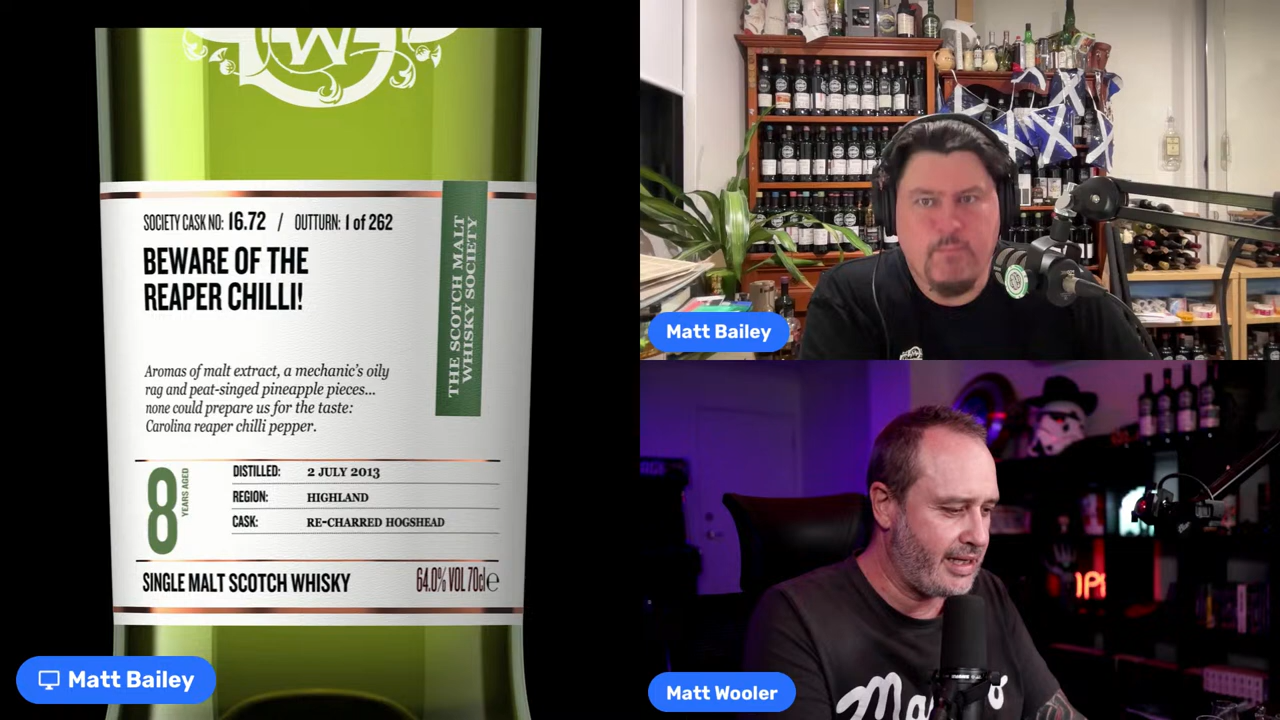 SOCIETY CASK NO: 16.72 / OUTTURN: 1 of 262
BEWARE OF THE
REAPER CHILLI!
THE SCOTCH MALT
WHISKY SOCIETY
Aromas of malt extract, a mechanic's oily
rag and peat-singed pineapple pieces...
none could prepare us for the taste:
Carolina reaper chilli pepper.
8
YEARS AGED
DISTILLED: 2 JULY 2013
REGION: HIGHLAND
CASK: RE-CHARRED HOGSHEAD
SINGLE MALT SCOTCH WHISKY 64.0% VOL 70cl e
Matt Bailey
Matt Bailey
Matt Wooler